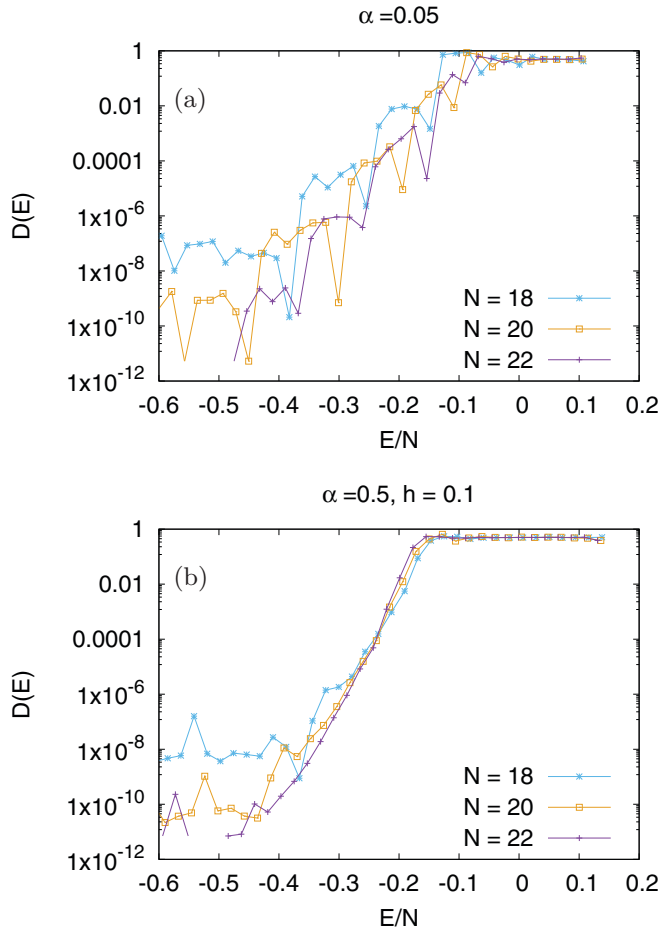 α =0.05
(a)
1
0.01
0.0001
1x10⁻⁶
1x10⁻⁸
1x10⁻¹⁰
1x10⁻¹²
D(E)
N = 18
N = 20
N = 22
-0.6 -0.5 -0.4 -0.3 -0.2 -0.1 0 0.1 0.2
E/N
α =0.5, h = 0.1
(b)
1
0.01
0.0001
1x10⁻⁶
1x10⁻⁸
1x10⁻¹⁰
1x10⁻¹²
D(E)
N = 18
N = 20
N = 22
-0.6 -0.5 -0.4 -0.3 -0.2 -0.1 0 0.1 0.2
E/N